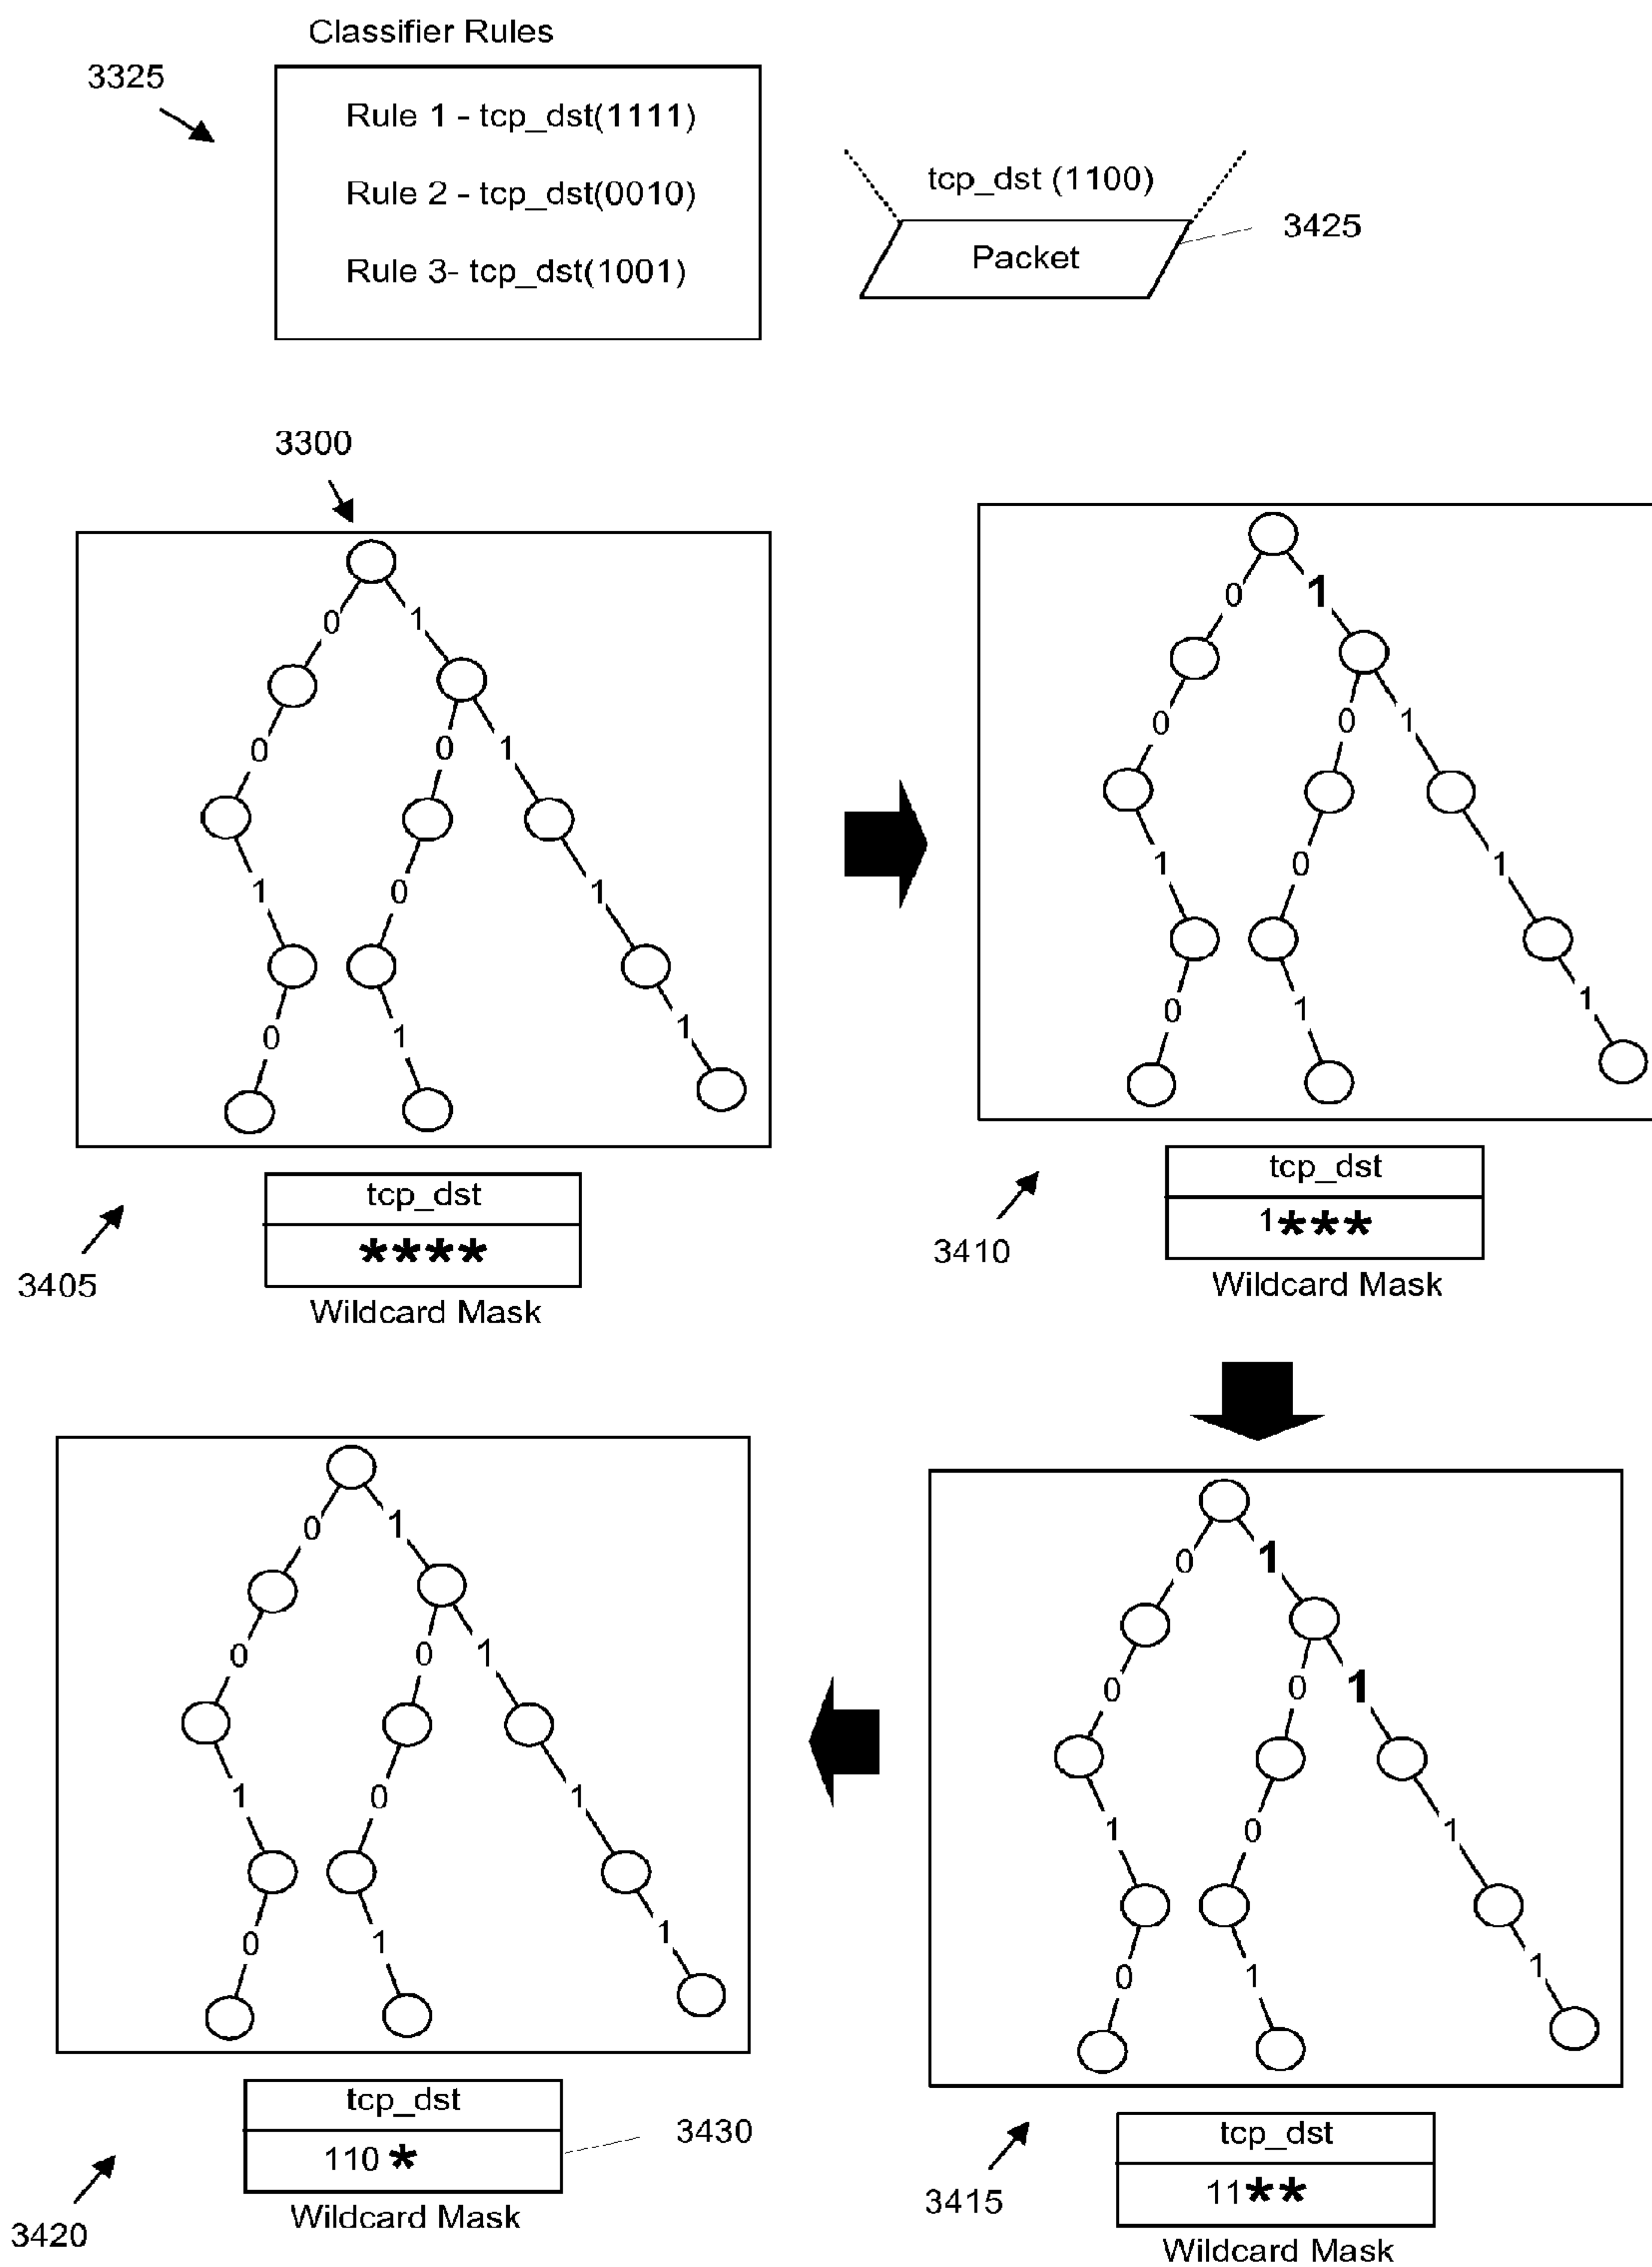 Classifier Rules
3325
Rule 1 - tcp_dst(1111)
Rule 2 - tcp_dst(0010)
Rule 3- tcp_dst(1001)
tcp_dst (1100)
Packet
3425
3300
0 1
0 0 1
1 0 1
0 1 1
tcp_dst
****
Wildcard Mask
3405
0 1
0 0 1
1 0 1
0 1 1
tcp_dst
1***
Wildcard Mask
3410
0 1
0 0 1
1 0 1
0 1 1
tcp_dst
11**
Wildcard Mask
3415
0 1
0 0 1
1 0 1
0 1 1
tcp_dst
110 *
3430
Wildcard Mask
3420